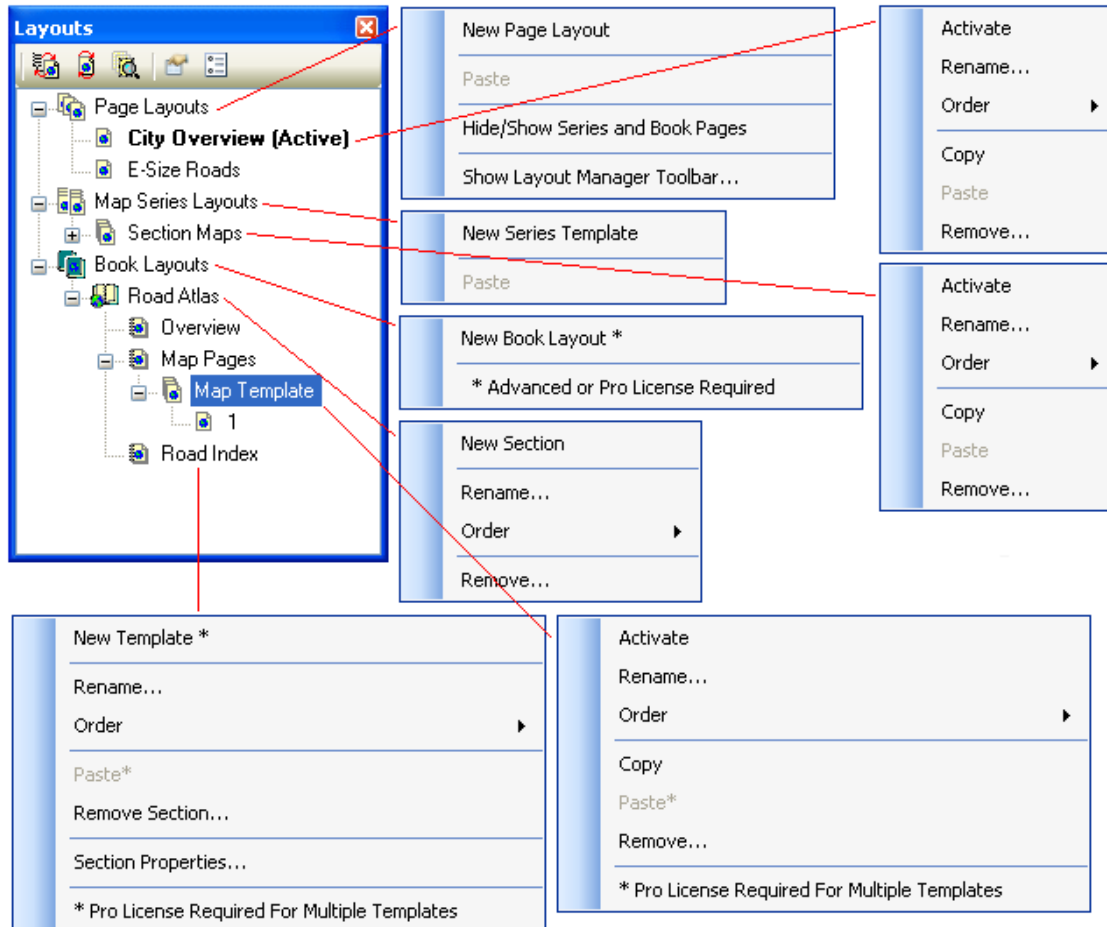 Layouts
Page Layouts
City Overview (Active)
E-Size Roads
Map Series Layouts
Section Maps
Book Layouts
Road Atlas
Overview
Map Pages
Map Template
1
Road Index
New Page Layout
Paste
Hide/Show Series and Book Pages
Show Layout Manager Toolbar...
New Series Template
Paste
New Book Layout *
* Advanced or Pro License Required
New Section
Rename...
Order
Remove...
Activate
Rename...
Order
Copy
Paste
Remove...
Activate
Rename...
Order
Copy
Paste
Remove...
New Template *
Rename...
Order
Paste*
Remove Section...
Section Properties...
* Pro License Required For Multiple Templates
Activate
Rename...
Order
Copy
Paste*
Remove...
* Pro License Required For Multiple Templates